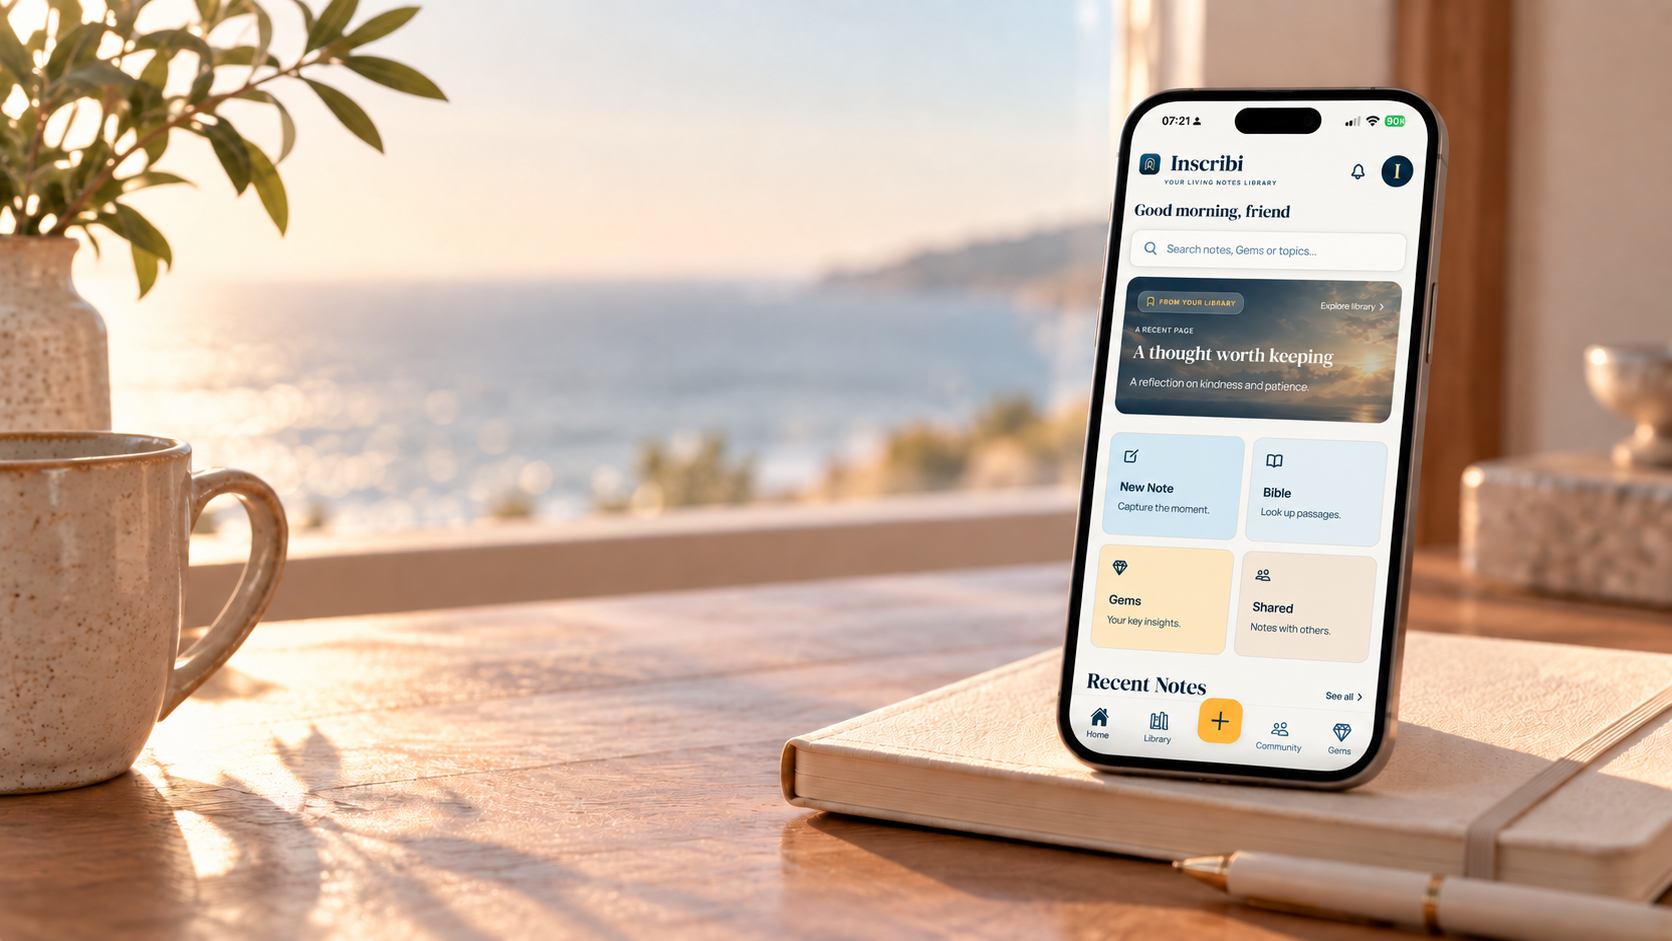 07:21
90%
Inscribi
YOUR LIVING NOTES LIBRARY
I
Good morning, friend
Search notes, Gems or topics...
FROM YOUR LIBRARY
Explore library
A RECENT PAGE
A thought worth keeping
A reflection on kindness and patience.
New Note
Capture the moment.
Bible
Look up passages.
Gems
Your key insights.
Shared
Notes with others.
Recent Notes
See all
Home
Library
Community
Gems